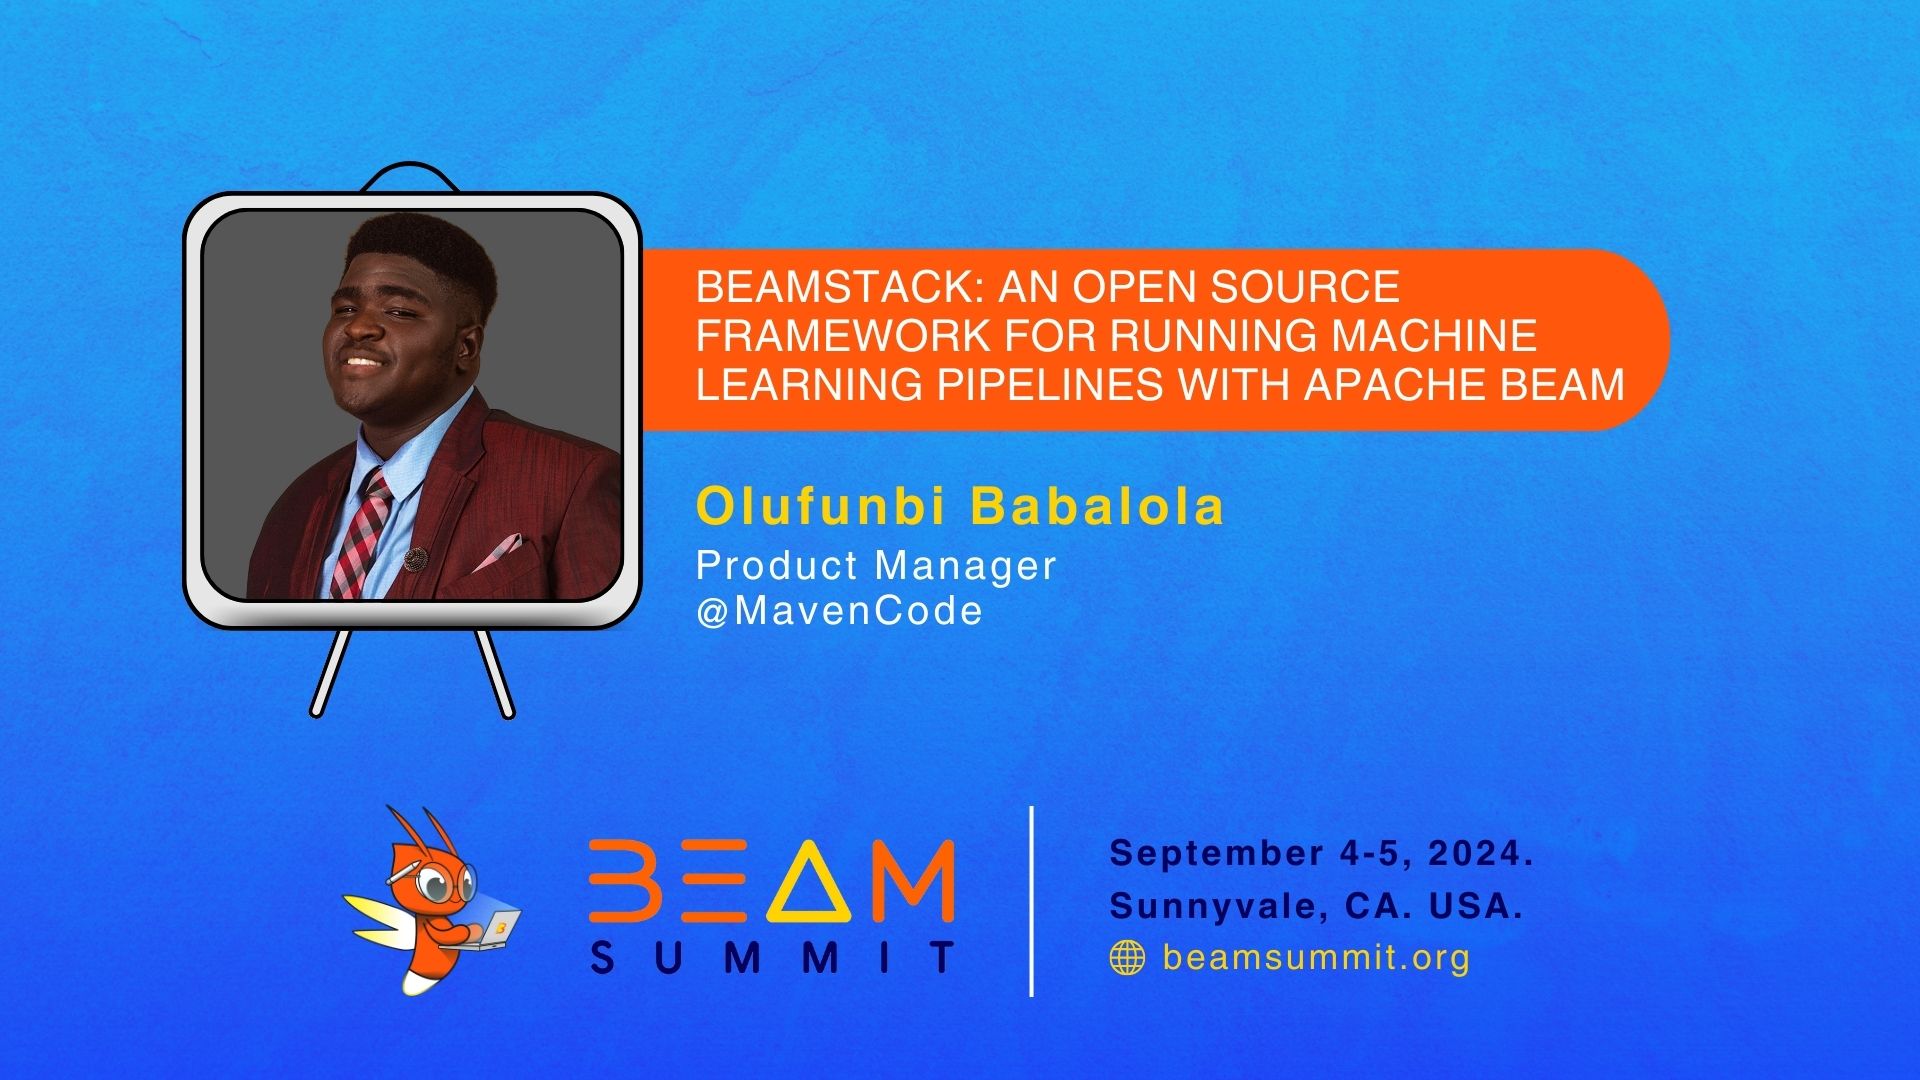 BEAMSTACK: AN OPEN SOURCE
FRAMEWORK FOR RUNNING MACHINE
LEARNING PIPELINES WITH APACHE BEAM
Olufunbi Babalola
Product Manager
@MavenCode
BEAM
SUMMIT
September 4-5, 2024.
Sunnyvale, CA. USA.
beamsummit.org